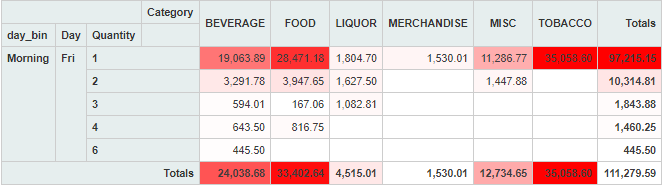 Category BEVERAGE FOOD LIQUOR MERCHANDISE MISC TOBACCO Totals
day_bin Day Quantity
Morning Fri 1 19,063.89 28,471.18 1,804.70 1,530.01 11,286.77 35,058.60 97,215.15
2 3,291.78 3,947.65 1,627.50 1,447.88 10,314.81
3 594.01 167.06 1,082.81 1,843.88
4 643.50 816.75 1,460.25
6 445.50 445.50
Totals 24,038.68 33,402.64 4,515.01 1,530.01 12,734.65 35,058.60 111,279.59